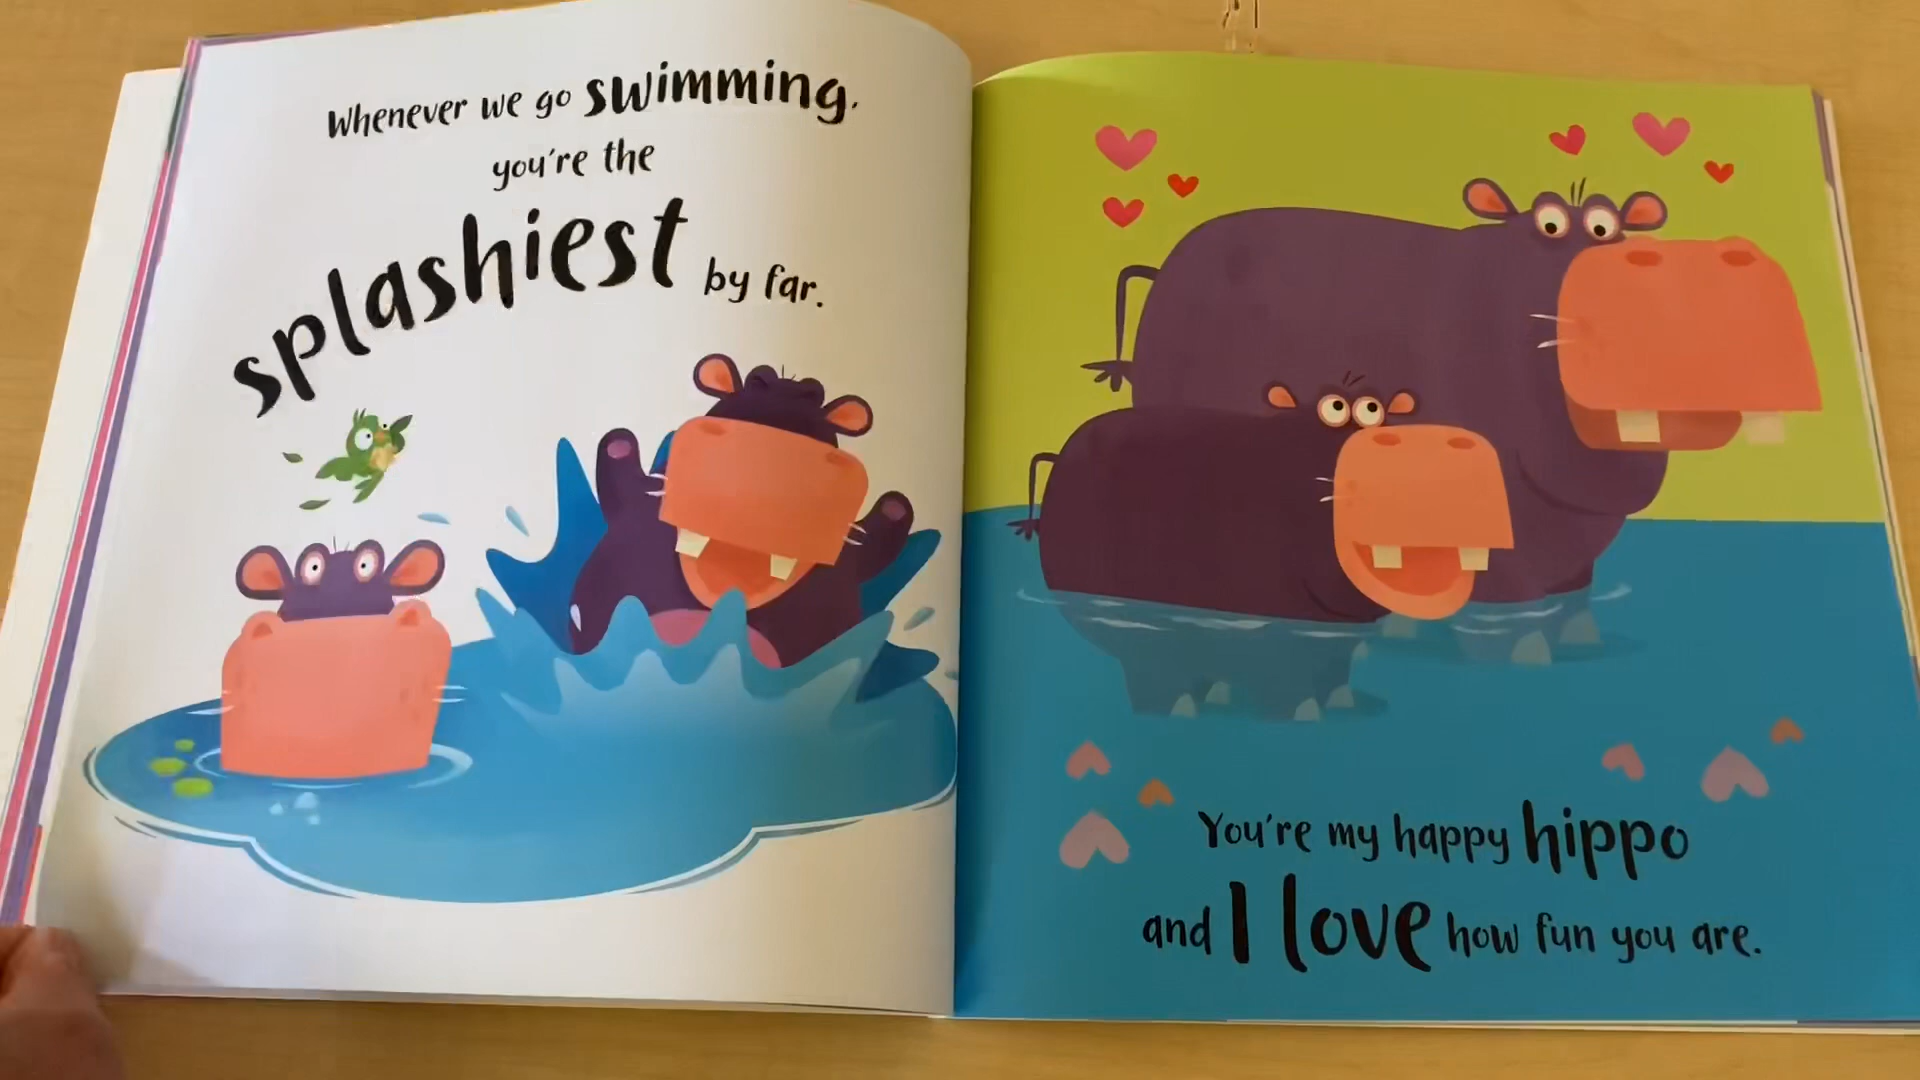 Whenever we go swimming,
you're the
splashiest by far.
You're my happy hippo
and I love how fun you are.